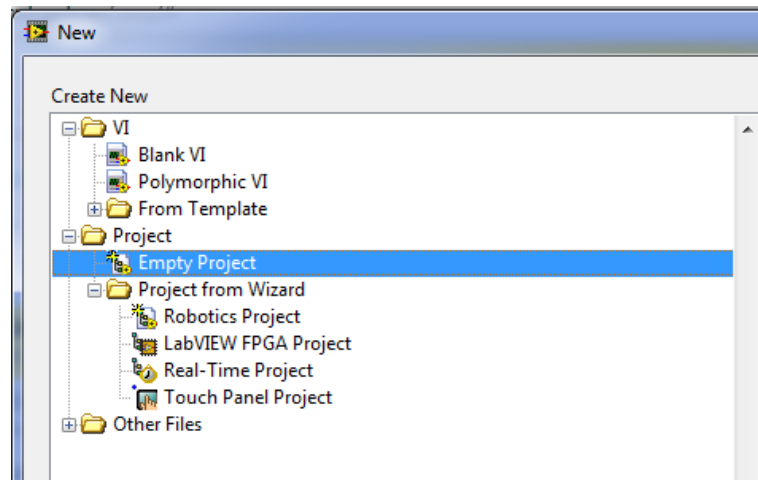 New
Create New
VI
Blank VI
Polymorphic VI
From Template
Project
Empty Project
Project from Wizard
Robotics Project
LabVIEW FPGA Project
Real-Time Project
Touch Panel Project
Other Files